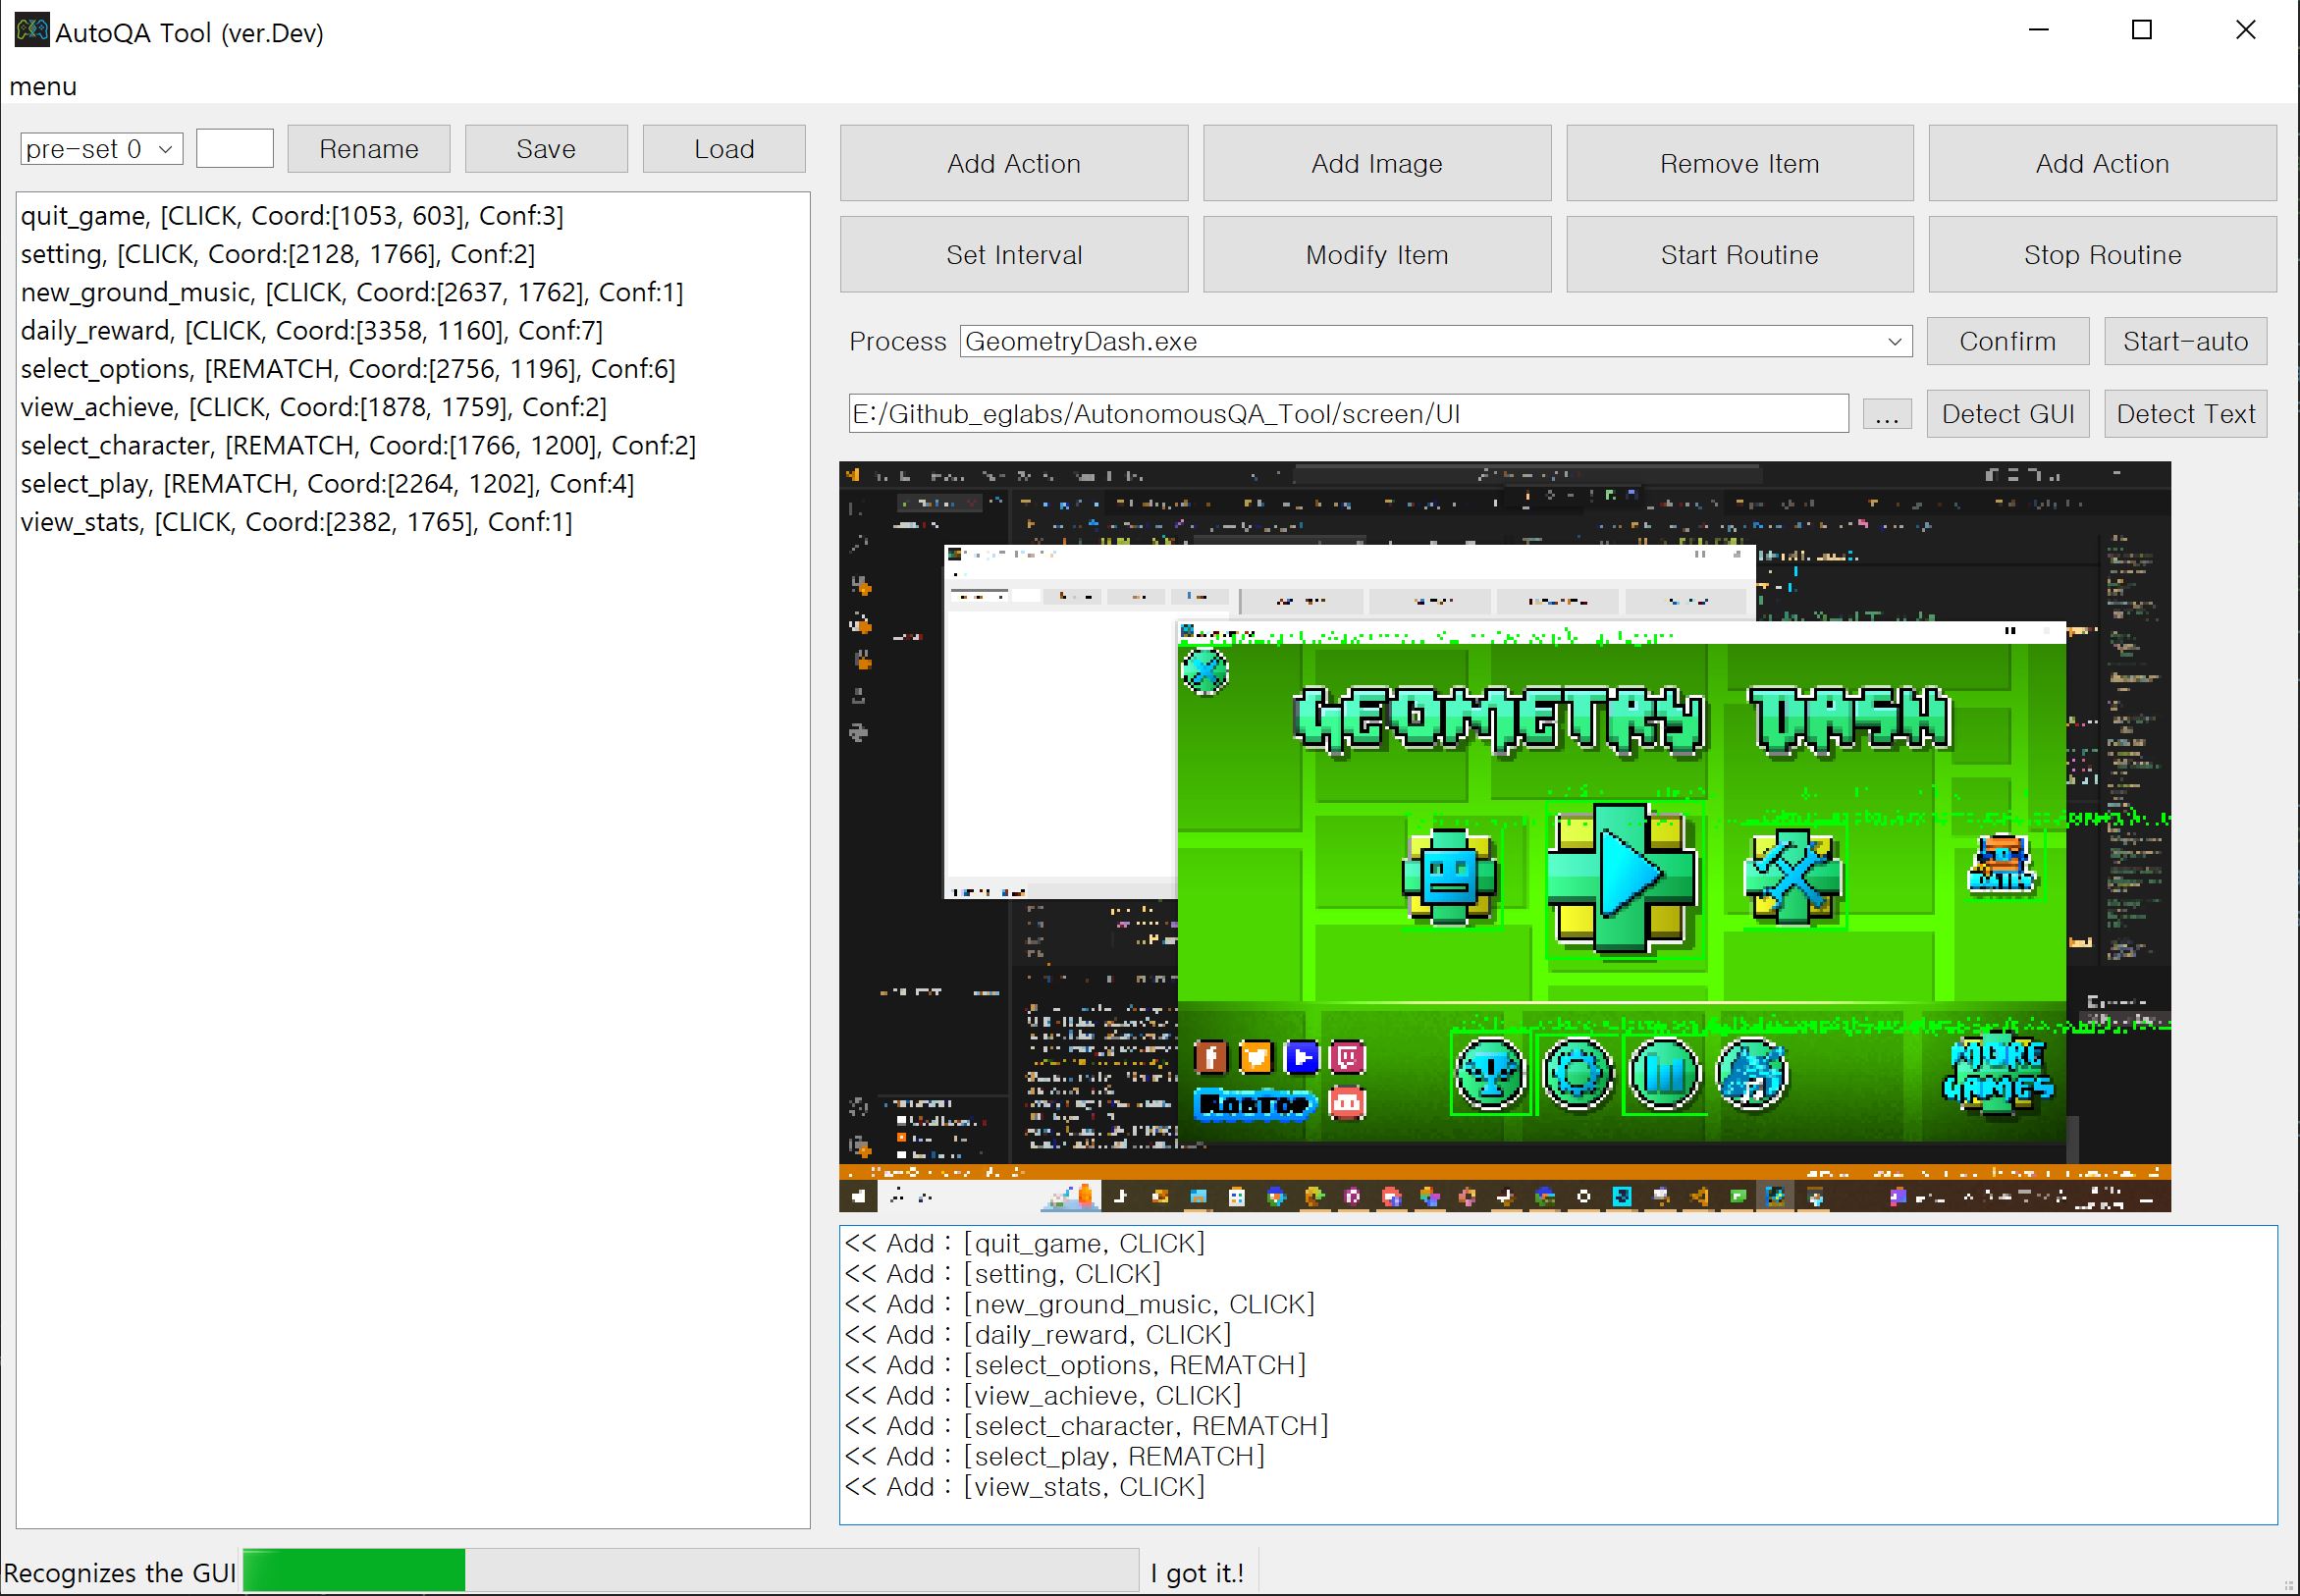 AutoQA Tool (ver.Dev)
menu
pre-set 0
Rename
Save
Load
quit_game, [CLICK, Coord:[1053, 603], Conf:3]
setting, [CLICK, Coord:[2128, 1766], Conf:2]
new_ground_music, [CLICK, Coord:[2637, 1762], Conf:1]
daily_reward, [CLICK, Coord:[3358, 1160], Conf:7]
select_options, [REMATCH, Coord:[2756, 1196], Conf:6]
view_achieve, [CLICK, Coord:[1878, 1759], Conf:2]
select_character, [REMATCH, Coord:[1766, 1200], Conf:2]
select_play, [REMATCH, Coord:[2264, 1202], Conf:4]
view_stats, [CLICK, Coord:[2382, 1765], Conf:1]
Add Action
Add Image
Remove Item
Add Action
Set Interval
Modify Item
Start Routine
Stop Routine
Process
GeometryDash.exe
Confirm
Start-auto
E:/Github_eglabs/AutonomousQA_Tool/screen/UI
...
Detect GUI
Detect Text
GEOMETRY DASH
ROBTOP
MORE
GAMES
<< Add : [quit_game, CLICK]
<< Add : [setting, CLICK]
<< Add : [new_ground_music, CLICK]
<< Add : [daily_reward, CLICK]
<< Add : [select_options, REMATCH]
<< Add : [view_achieve, CLICK]
<< Add : [select_character, REMATCH]
<< Add : [select_play, REMATCH]
<< Add : [view_stats, CLICK]
Recognizes the GUI
I got it.!